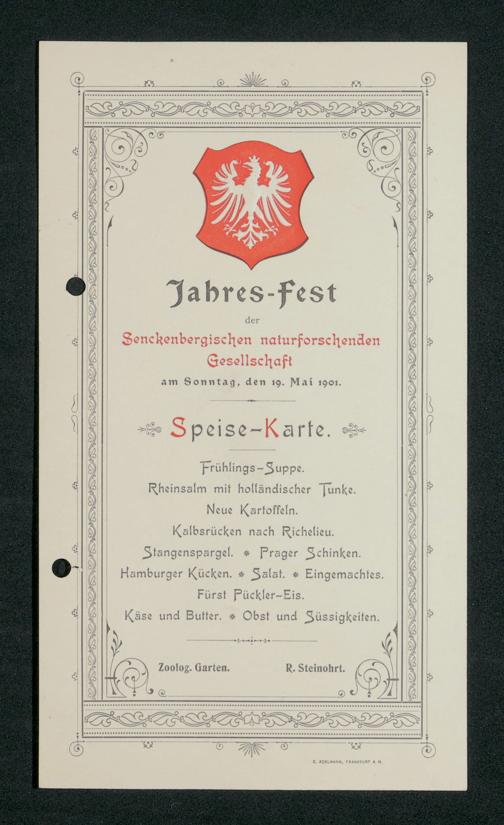 Jahres-Fest
der
Senckenbergischen naturforschenden
Gesellschaft
am Sonntag, den 19. Mai 1901.
Speise-Karte.
Frühlings-Suppe.
Rheinsalm mit holländischer Tunke.
Neue Kartoffeln.
Kalbsrücken nach Richelieu.
Stangenspargel. * Prager Schinken.
Hamburger Kücken. * Salat. * Eingemachtes.
Fürst Pückler-Eis.
Käse und Butter. * Obst und Süssigkeiten.
Zoolog. Garten. R. Steinohrt.
C. ADELMANN, FRANKFURT A. M.